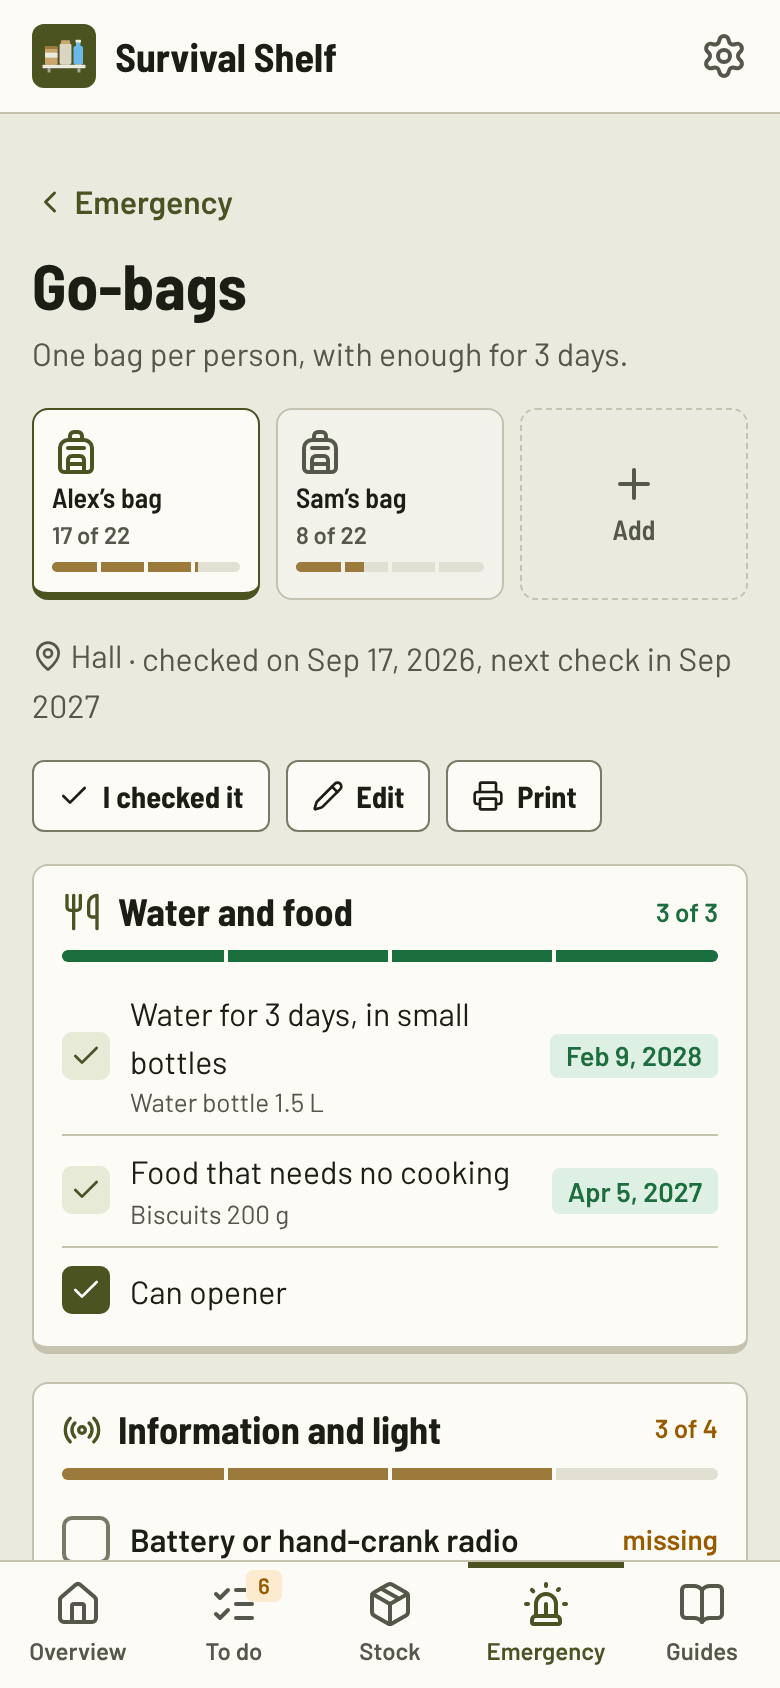 Survival Shelf
Emergency
Go-bags
One bag per person, with enough for 3 days.
Alex’s bag
17 of 22
Sam’s bag
8 of 22
Add
Hall · checked on Sep 17, 2026, next check in Sep
2027
I checked it
Edit
Print
Water and food
3 of 3
Water for 3 days, in small
bottles
Water bottle 1.5 L
Feb 9, 2028
Food that needs no cooking
Biscuits 200 g
Apr 5, 2027
Can opener
Information and light
3 of 4
Battery or hand-crank radio
missing
6
Overview
To do
Stock
Emergency
Guides